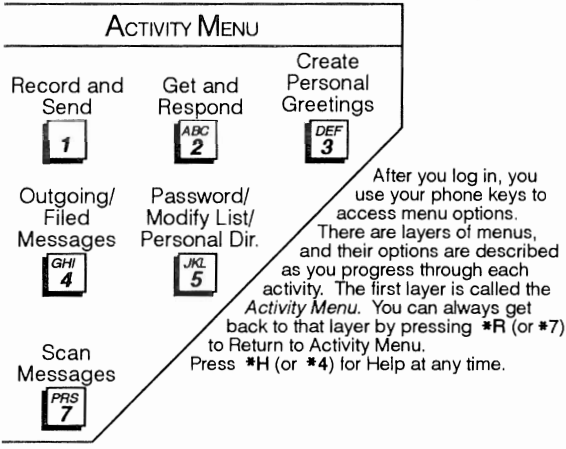 ACTIVITY MENU
Record and
Send
1
Get and
Respond
ABC
2
Create
Personal
Greetings
DEF
3
Outgoing/
Filed
Messages
GHI
4
Password/
Modify List/
Personal Dir.
JKL
5
Scan
Messages
PRS
7
After you log in, you
use your phone keys to
access menu options.
There are layers of menus,
and their options are described
as you progress through each
activity. The first layer is called the
Activity Menu. You can always get
back to that layer by pressing *R (or *7)
to Return to Activity Menu.
Press *H (or *4) for Help at any time.